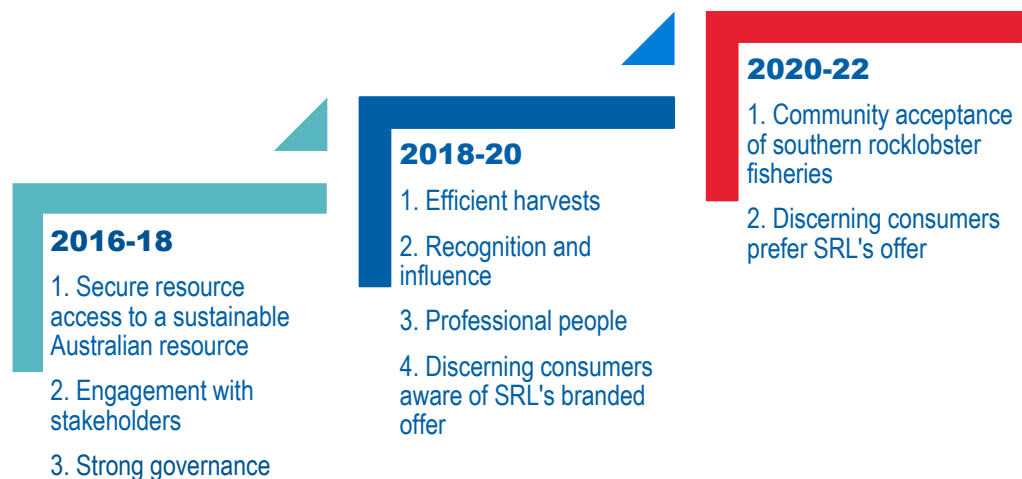 2016-18
1. Secure resource
access to a sustainable
Australian resource
2. Engagement with
stakeholders
3. Strong governance
2018-20
1. Efficient harvests
2. Recognition and
influence
3. Professional people
4. Discerning consumers
aware of SRL's branded
offer
2020-22
1. Community acceptance
of southern rocklobster
fisheries
2. Discerning consumers
prefer SRL's offer